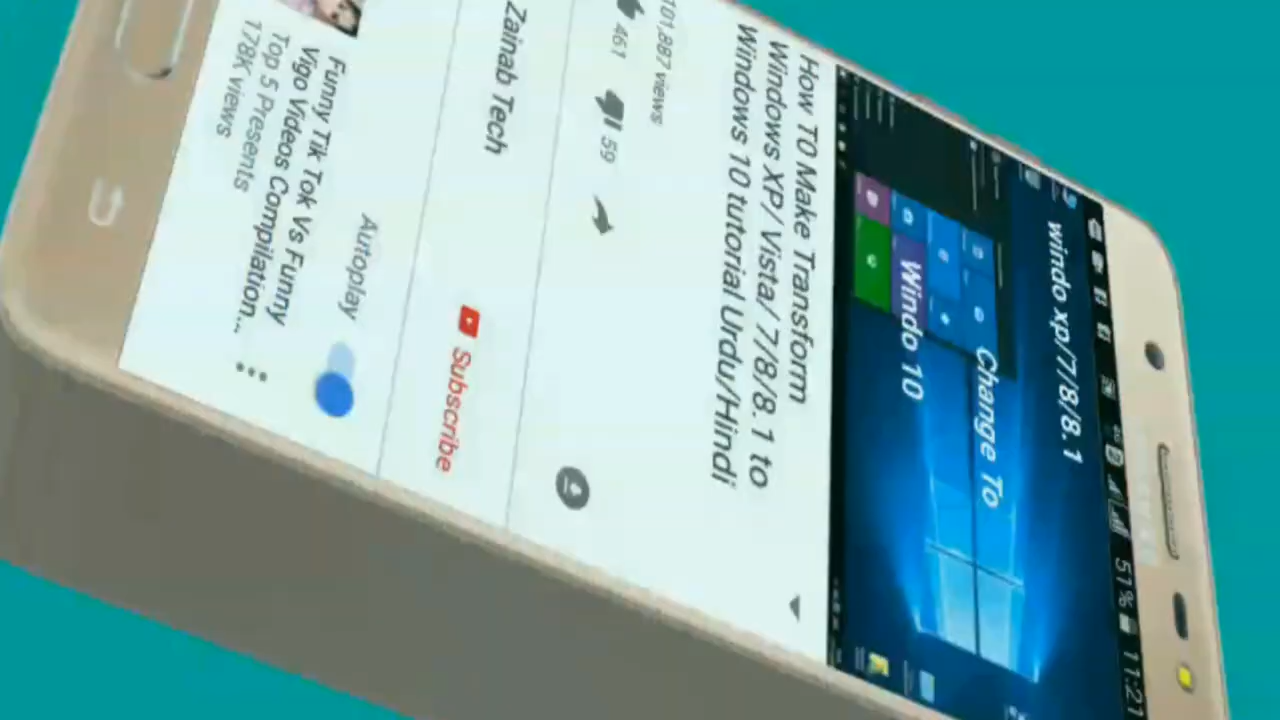 51% 11:21
windo xp/7/8/8.1
Change To
Windo 10
How T0 Make Transform
Windows XP/ Vista/ 7/8/8.1 to
Windows 10 tutorial Urdu/Hindi
101,887 views
461
59
Zainab Tech
Subscribe
Autoplay
Funny Tik Tok Vs Funny
Vigo Videos Compilation...
Top 5 Presents
178K views